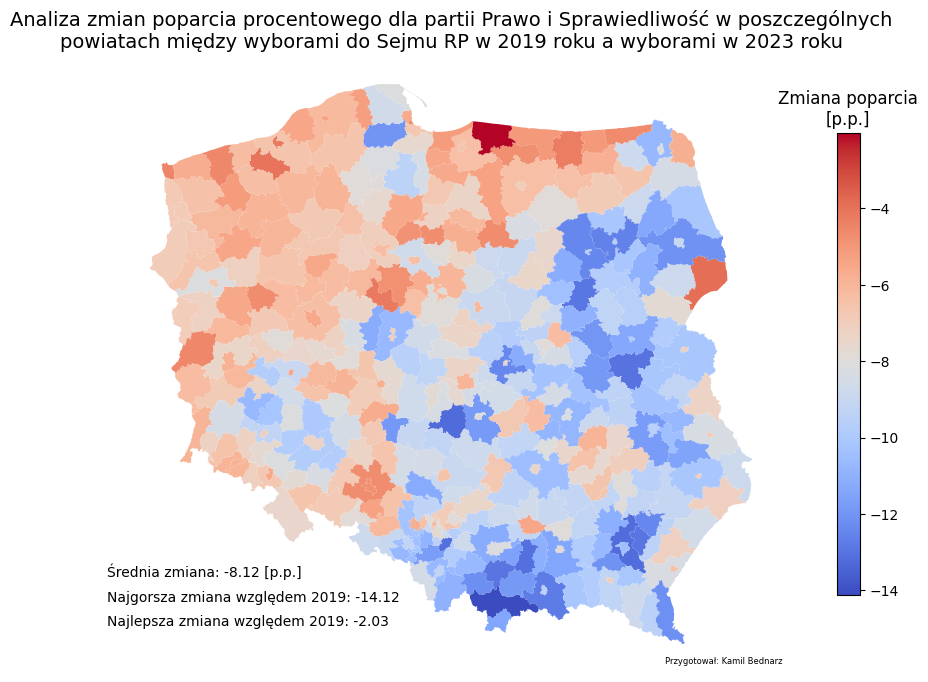 Analiza zmian poparcia procentowego dla partii Prawo i Sprawiedliwość w poszczególnych
powiatach między wyborami do Sejmu RP w 2019 roku a wyborami w 2023 roku
Zmiana poparcia
[p.p.]
−4
−6
−8
−10
−12
−14
Średnia zmiana: -8.12 [p.p.]
Najgorsza zmiana względem 2019: -14.12
Najlepsza zmiana względem 2019: -2.03
Przygotował: Kamil Bednarz